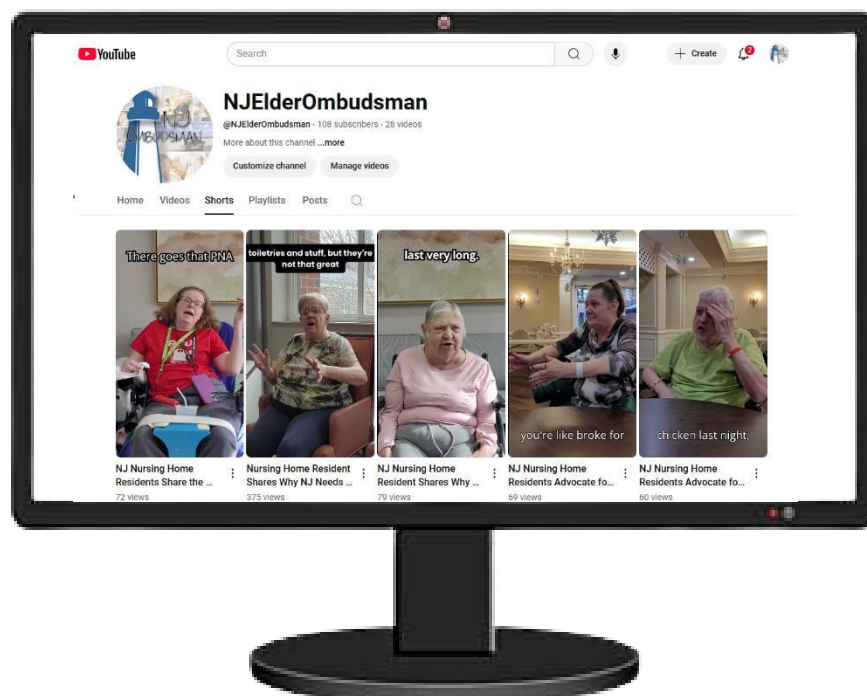 YouTube
Search
Create
2
NJ
OMBUDSMAN
NJElderOmbudsman
@NJElderOmbudsman · 108 subscribers · 28 videos
More about this channel ...more
Customize channel
Manage videos
Home Videos Shorts Playlists Posts
There goes that PNA
toiletries and stuff, but they're
not that great
last very long.
you're like broke for
chicken last night.
NJ Nursing Home
Residents Share the ...
72 views
Nursing Home Resident
Shares Why NJ Needs ...
375 views
NJ Nursing Home
Resident Shares Why ...
79 views
NJ Nursing Home
Residents Advocate fo...
69 views
NJ Nursing Home
Residents Advocate fo...
60 views